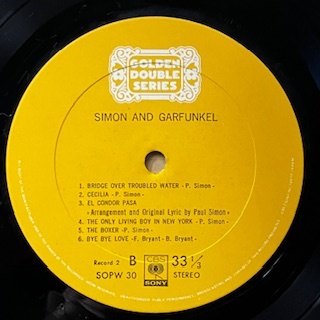 GOLDEN
DOUBLE
SERIES
SIMON AND GARFUNKEL
1. BRIDGE OVER TROUBLED WATER - P. Simon-
2. CECILIA - P. Simon-
3. EL CONDOR PASA
«Arrangement and Original Lyric by Paul Simon»
4. THE ONLY LIVING BOY IN NEW YORK - P. Simon-
5. THE BOXER - P. Simon-
6. BYE BYE LOVE - F. Bryant - B. Bryant-
Record 2 B CBS 33 1/3
SOPW 30 SONY STEREO